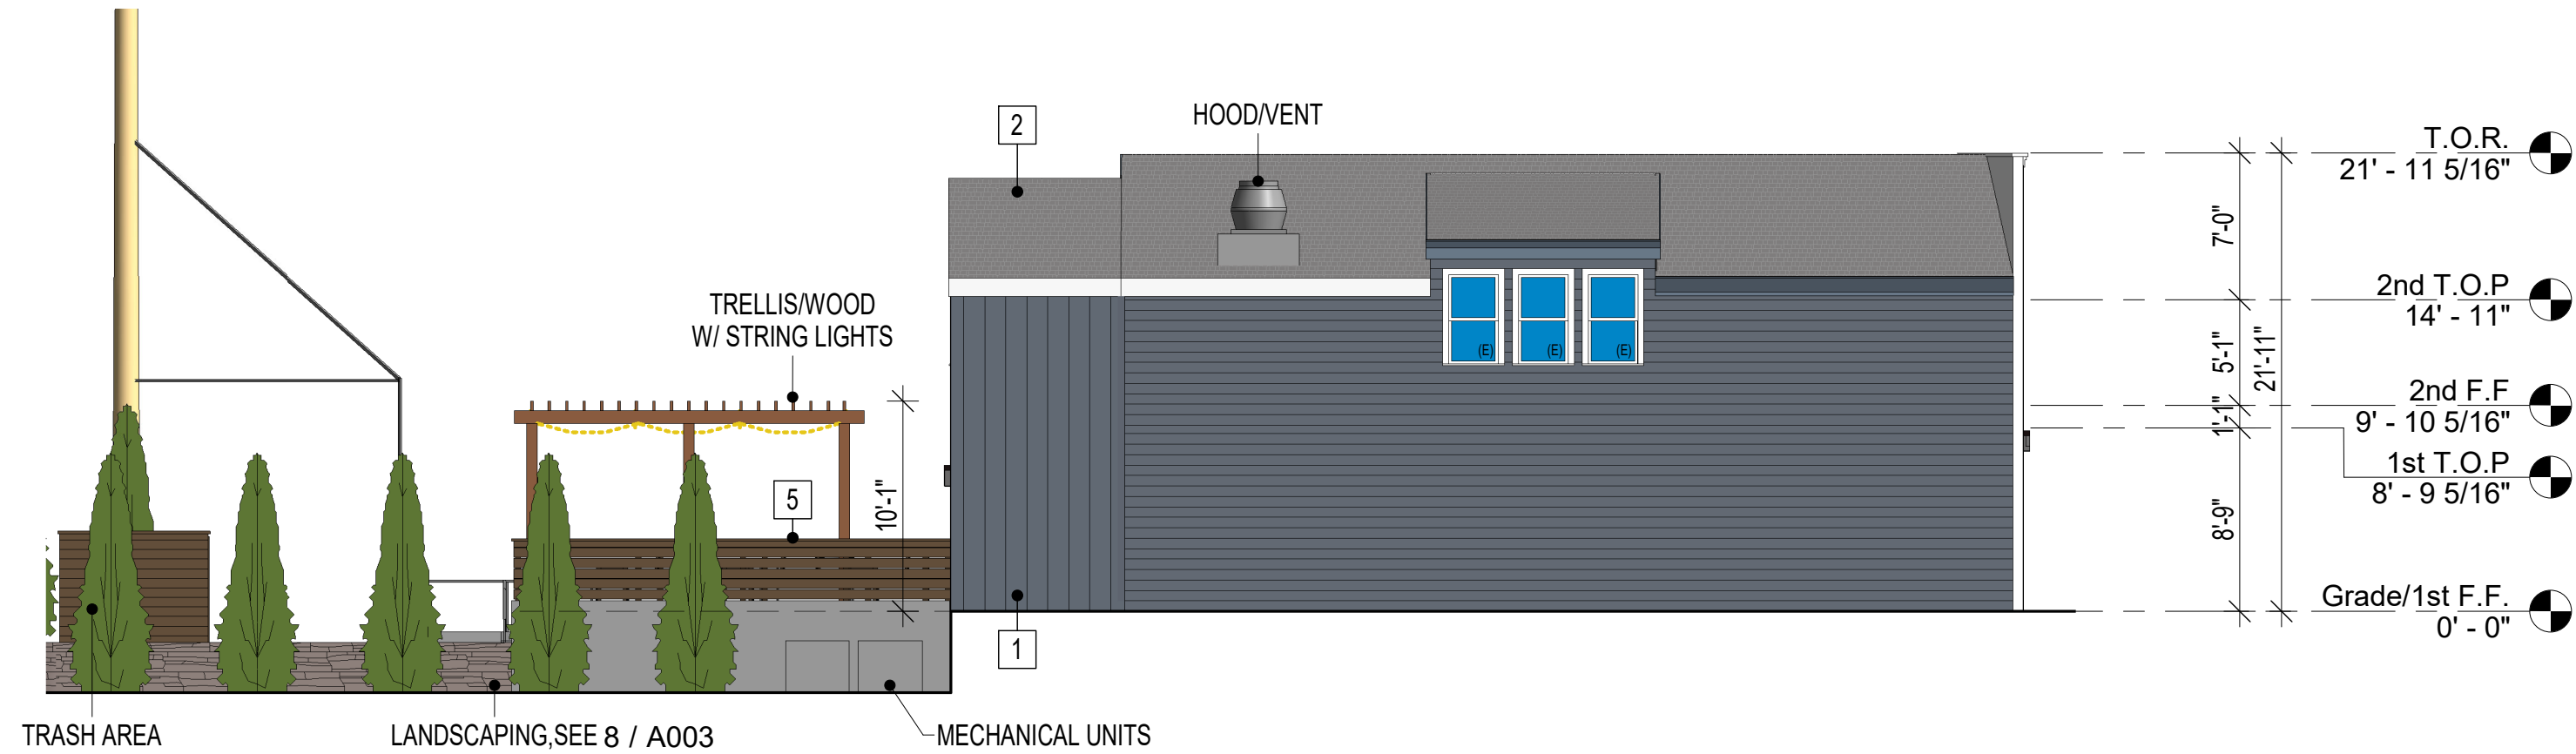 2
HOOD/VENT
T.O.R.
21' - 11 5/16"
7'-0"
TRELLIS/WOOD
W/ STRING LIGHTS
2nd T.O.P
14' - 11"
5'-1"
21'-11"
(E)
(E)
(E)
2nd F.F
9' - 10 5/16"
1'-1"
1st T.O.P
8' - 9 5/16"
5
10'-1"
8'-9"
Grade/1st F.F.
0' - 0"
1
TRASH AREA
LANDSCAPING,SEE 8 / A003
MECHANICAL UNITS